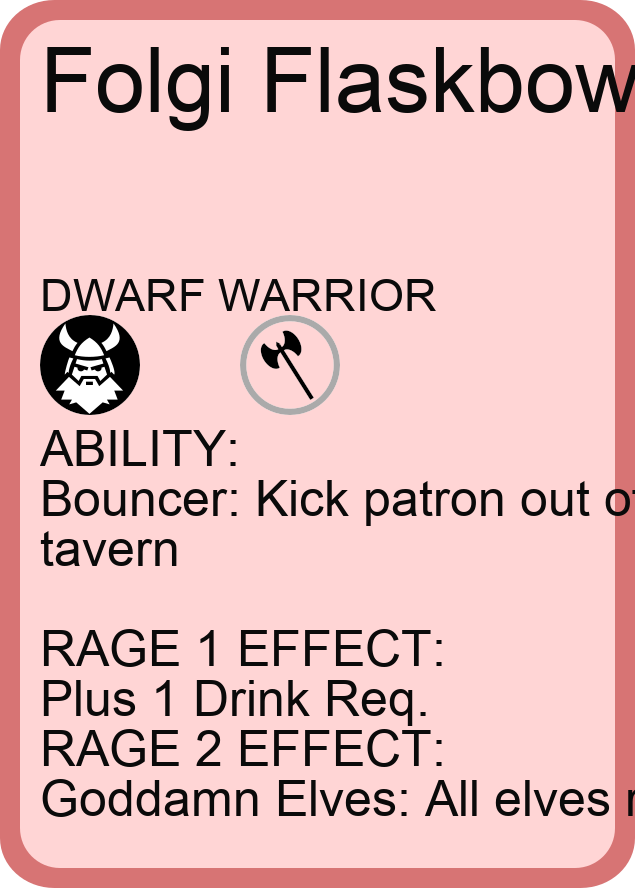 Folgi Flaskbow
DWARF WARRIOR
ABILITY:
Bouncer: Kick patron out of
tavern
RAGE 1 EFFECT:
Plus 1 Drink Req.
RAGE 2 EFFECT:
Goddamn Elves: All elves